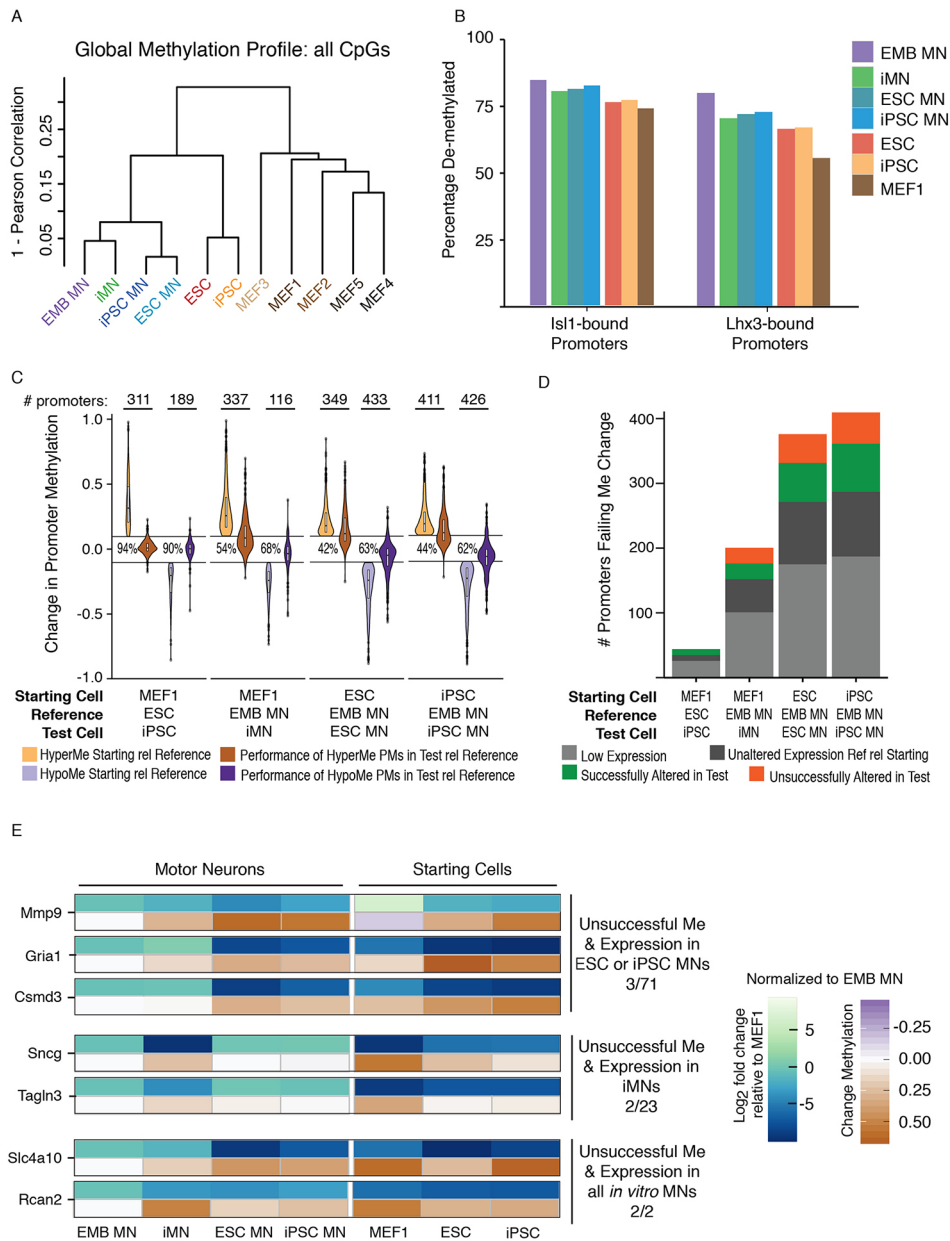 A
Global Methylation Profile: all CpGs
1 - Pearson Correlation
0.25
0.15
0.05
EMB MN
iMN
iPSC MN
ESC MN
ESC
iPSC
MEF3
MEF1
MEF2
MEF5
MEF4
B
Percentage De-methylated
100
75
50
25
Isl1-bound
Promoters
Lhx3-bound
Promoters
EMB MN
iMN
ESC MN
iPSC MN
ESC
iPSC
MEF1
C
# promoters: 311 189 337 116 349 433 411 426
Change in Promoter Methylation
1.0
0.5
0.0
-0.5
-1.0
94% 90% 54% 68% 42% 63% 44% 62%
Starting Cell MEF1 MEF1 ESC iPSC
Reference ESC EMB MN EMB MN EMB MN
Test Cell iPSC iMN ESC MN iPSC MN
HyperMe Starting rel Reference
Performance of HyperMe PMs in Test rel Reference
HypoMe Starting rel Reference
Performance of HypoMe PMs in Test rel Reference
D
# Promoters Failing Me Change
400
300
200
100
Starting Cell MEF1 MEF1 ESC iPSC
Reference ESC EMB MN EMB MN EMB MN
Test Cell iPSC iMN ESC MN iPSC MN
Low Expression
Unaltered Expression Ref rel Starting
Successfully Altered in Test
Unsuccessfully Altered in Test
E
Motor Neurons
Starting Cells
Mmp9
Gria1
Csmd3
Unsuccessful Me
& Expression in
ESC or iPSC MNs
3/71
Sncg
Tagln3
Unsuccessful Me
& Expression in
iMNs
2/23
Slc4a10
Rcan2
Unsuccessful Me
& Expression in
all in vitro MNs
2/2
EMB MN iMN ESC MN iPSC MN MEF1 ESC iPSC
Normalized to EMB MN
Log2 fold change
relative to MEF1
5
0
-5
Change Methylation
-0.25
0.00
0.25
0.50